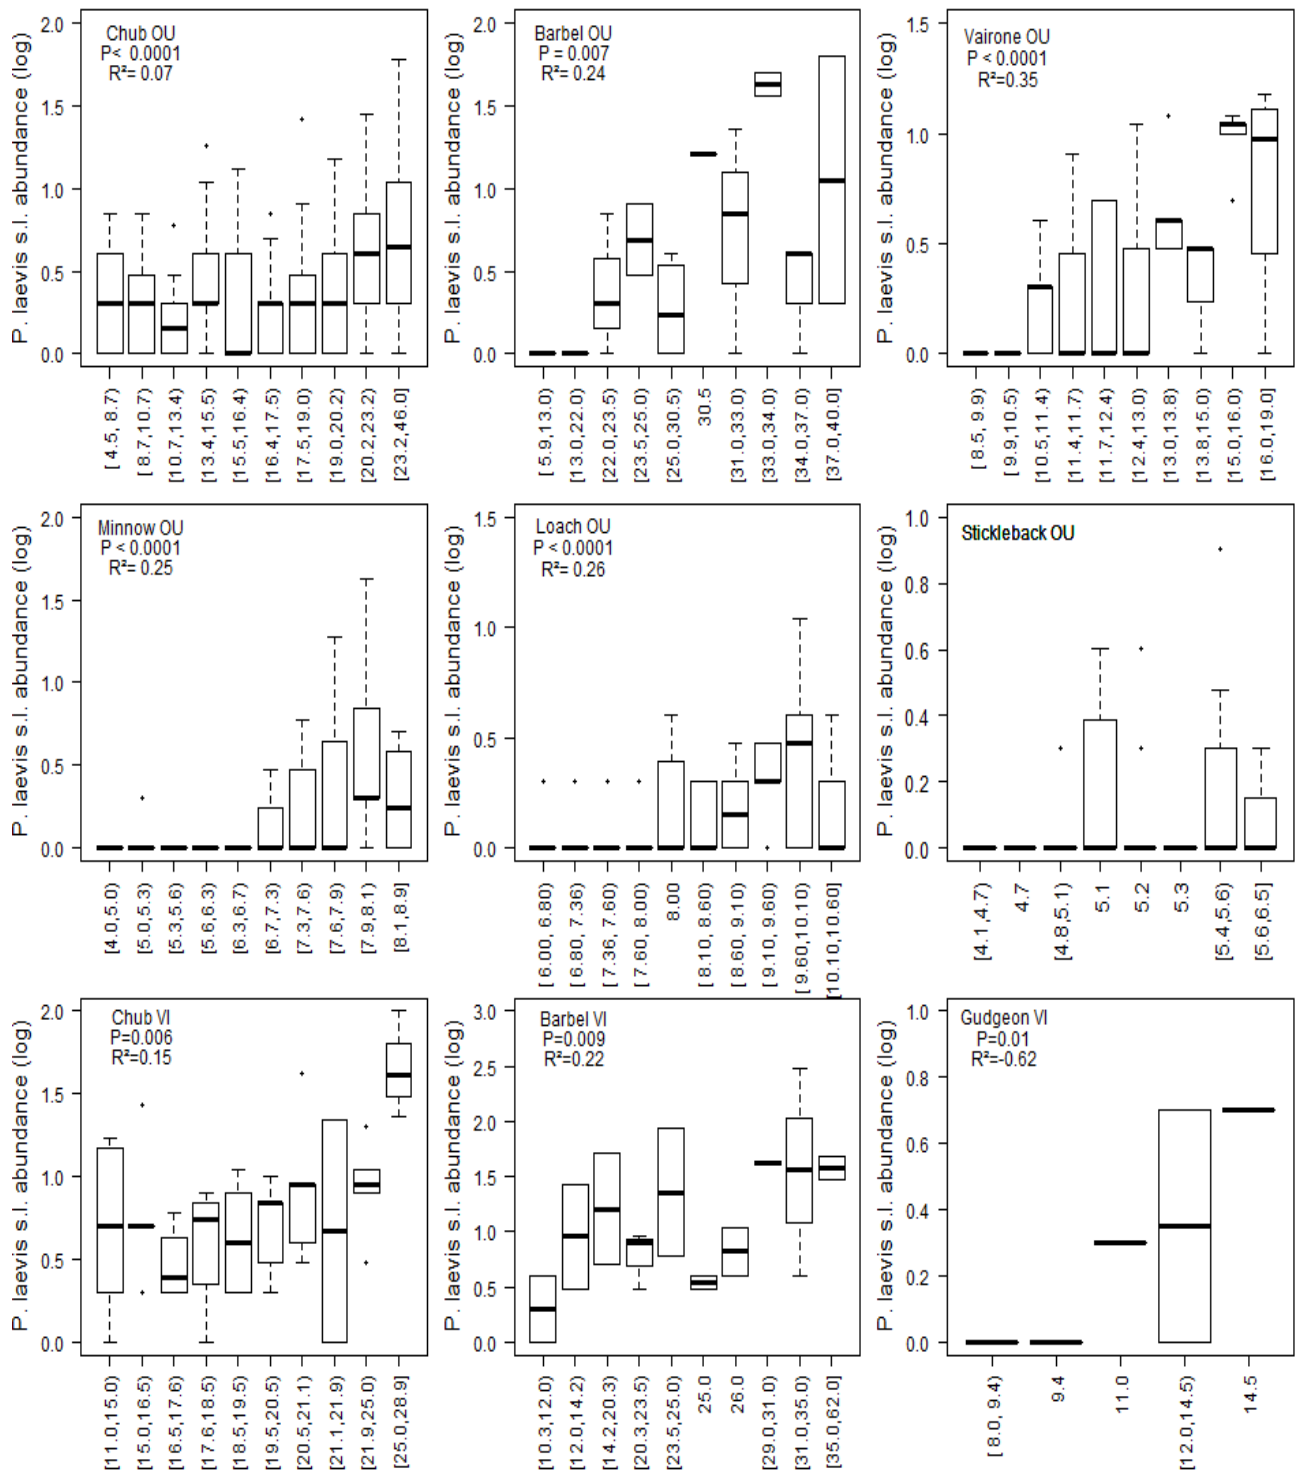 P. laevis s.l. abundance (log)
2.0
1.5
1.0
0.5
0.0
Chub OU
P< 0.0001
R²= 0.07
[ 4.5, 8.7)
[ 8.7,10.7)
[10.7,13.4)
[13.4,15.5)
[15.5,16.4)
[16.4,17.5)
[17.5,19.0)
[19.0,20.2)
[20.2,23.2)
[23.2,46.0]
P. laevis s.l. abundance (log)
2.0
1.5
1.0
0.5
0.0
Barbel OU
P = 0.007
R²= 0.24
[ 5.9,13.0)
[13.0,22.0)
[22.0,23.5)
[23.5,25.0)
[25.0,30.5)
30.5
[31.0,33.0)
[33.0,34.0)
[34.0,37.0)
[37.0,40.0]
P. laevis s.l. abundance (log)
1.5
1.0
0.5
0.0
Vairone OU
P < 0.0001
R²=0.35
[ 8.5, 9.9)
[ 9.9,10.5)
[10.5,11.4)
[11.4,11.7)
[11.7,12.4)
[12.4,13.0)
[13.0,13.8)
[13.8,15.0)
[15.0,16.0)
[16.0,19.0]
P. laevis s.l. abundance (log)
2.0
1.5
1.0
0.5
0.0
Minnow OU
P < 0.0001
R²= 0.25
[4.0,5.0)
[5.0,5.3)
[5.3,5.6)
[5.6,6.3)
[6.3,6.7)
[6.7,7.3)
[7.3,7.6)
[7.6,7.9)
[7.9,8.1)
[8.1,8.9]
P. laevis s.l. abundance (log)
1.5
1.0
0.5
0.0
Loach OU
P < 0.0001
R²= 0.26
[ 6.00, 6.80)
[ 6.80, 7.36)
[ 7.36, 7.60)
[ 7.60, 8.00)
8.00
[ 8.10, 8.60)
[ 8.60, 9.10)
[ 9.10, 9.60)
[ 9.60,10.10)
[10.10,10.60]
P. laevis s.l. abundance (log)
1.0
0.8
0.6
0.4
0.2
0.0
Stickleback OU
[4.1,4.7)
4.7
[4.8,5.1)
5.1
5.2
5.3
[5.4,5.6)
[5.6,6.5]
P. laevis s.l. abundance (log)
2.0
1.5
1.0
0.5
0.0
Chub VI
P=0.006
R²=0.15
[11.0,15.0)
[15.0,16.5)
[16.5,17.6)
[17.6,18.5)
[18.5,19.5)
[19.5,20.5)
[20.5,21.1)
[21.1,21.9)
[21.9,25.0)
[25.0,28.9]
P. laevis s.l. abundance (log)
3.0
2.5
2.0
1.5
1.0
0.5
0.0
Barbel VI
P=0.009
R²=0.22
[10.3,12.0)
[12.0,14.2)
[14.2,20.3)
[20.3,23.5)
[23.5,25.0)
25.0
26.0
[29.0,31.0)
[31.0,35.0)
[35.0,62.0]
P. laevis s.l. abundance (log)
1.0
0.8
0.6
0.4
0.2
0.0
Gudgeon VI
P=0.01
R²=-0.62
[ 8.0, 9.4)
9.4
11.0
[12.0,14.5)
14.5